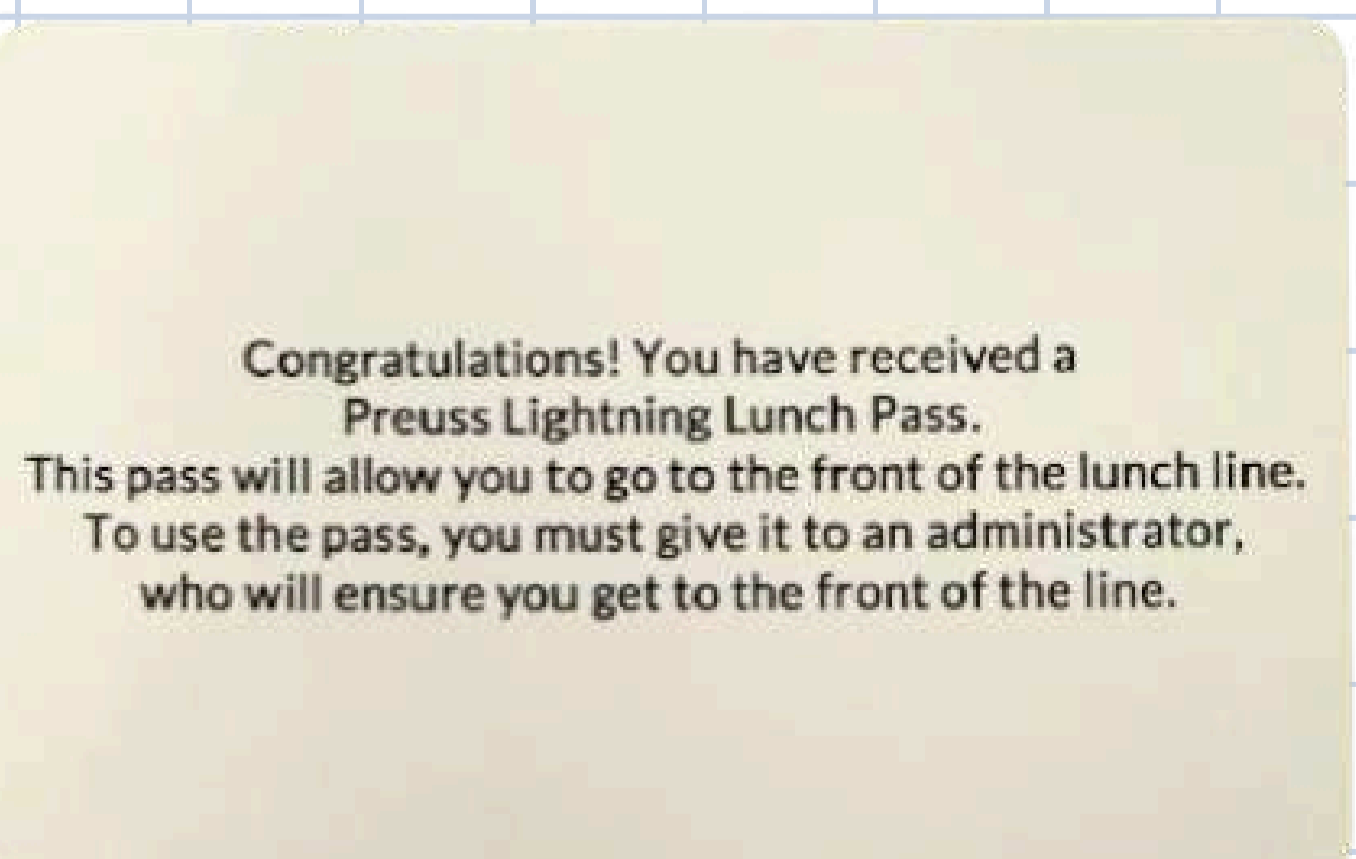 Congratulations! You have received a
Preuss Lightning Lunch Pass.
This pass will allow you to go to the front of the lunch line.
To use the pass, you must give it to an administrator,
who will ensure you get to the front of the line.